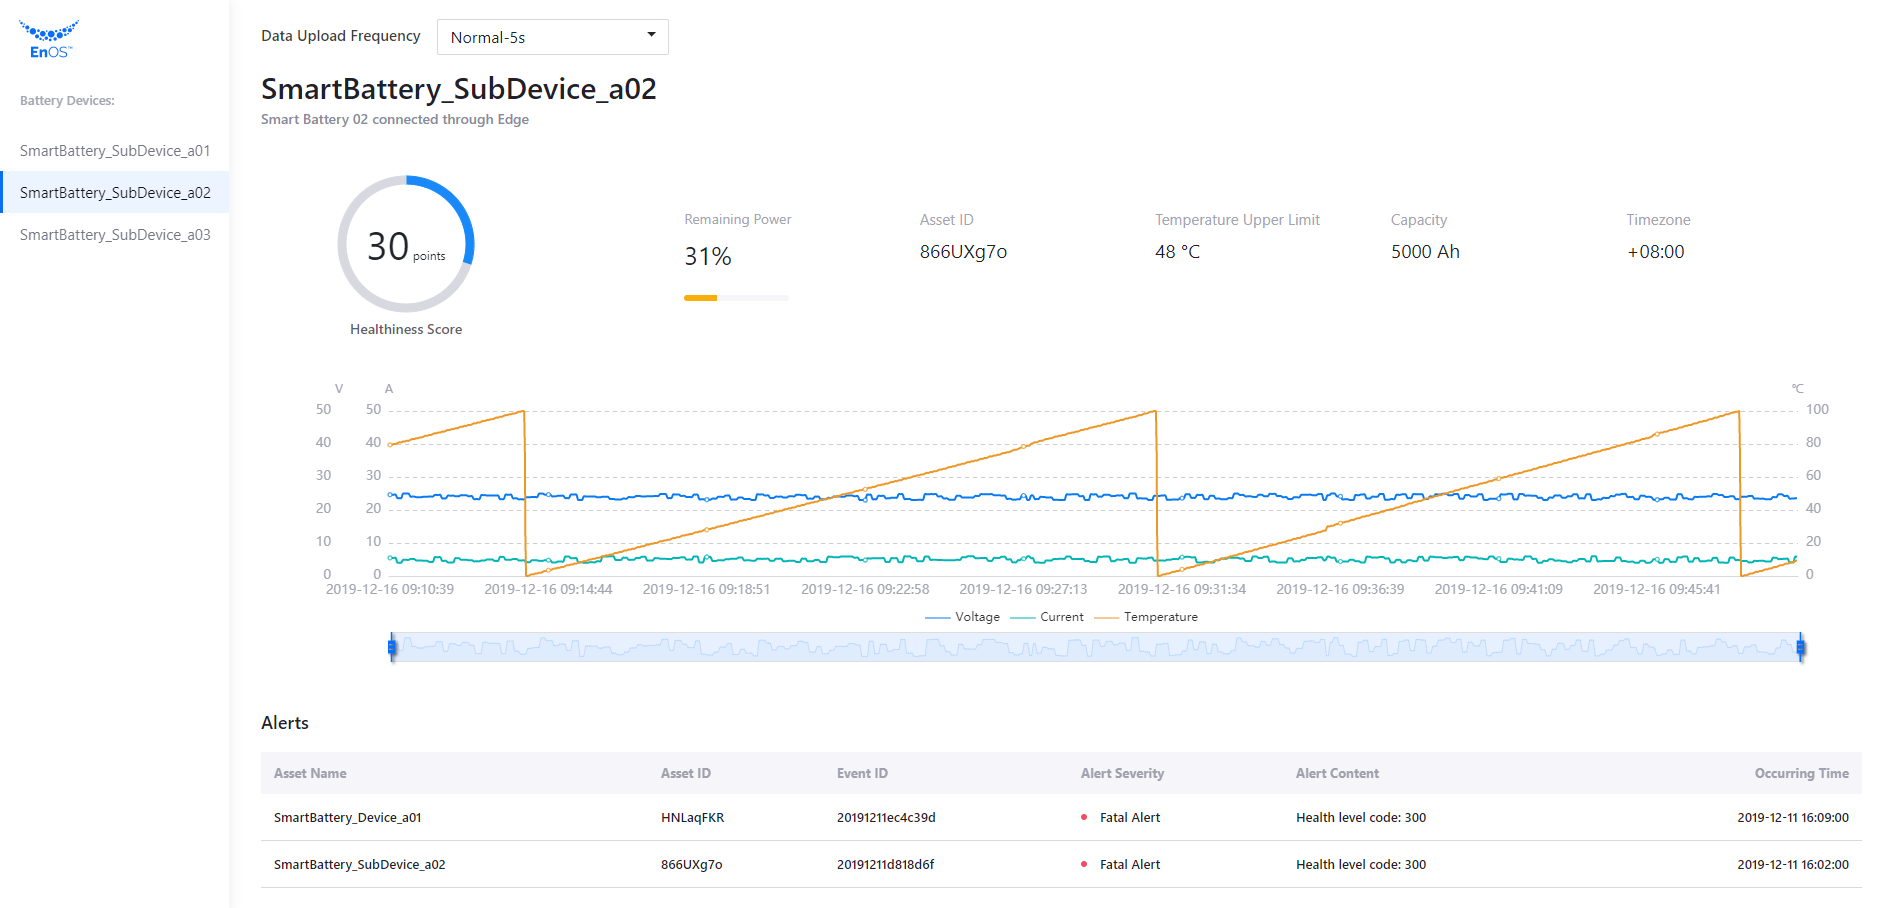 EnOS™
Battery Devices:
SmartBattery_SubDevice_a01
SmartBattery_SubDevice_a02
SmartBattery_SubDevice_a03
Data Upload Frequency Normal-5s
SmartBattery_SubDevice_a02
Smart Battery 02 connected through Edge
30 points
Healthiness Score
Remaining Power Asset ID Temperature Upper Limit Capacity Timezone
31% 866UXg7o 48 °C 5000 Ah +08:00
V A °C
50 50 100
40 40 80
30 30 60
20 20 40
10 10 20
0 0 0
2019-12-16 09:10:39 2019-12-16 09:14:44 2019-12-16 09:18:51 2019-12-16 09:22:58 2019-12-16 09:27:13 2019-12-16 09:31:34 2019-12-16 09:36:39 2019-12-16 09:41:09 2019-12-16 09:45:41
Voltage Current Temperature
Alerts
Asset Name Asset ID Event ID Alert Severity Alert Content Occurring Time
SmartBattery_Device_a01 HNLaqFKR 20191211ec4c39d Fatal Alert Health level code: 300 2019-12-11 16:09:00
SmartBattery_SubDevice_a02 866UXg7o 20191211d818d6f Fatal Alert Health level code: 300 2019-12-11 16:02:00